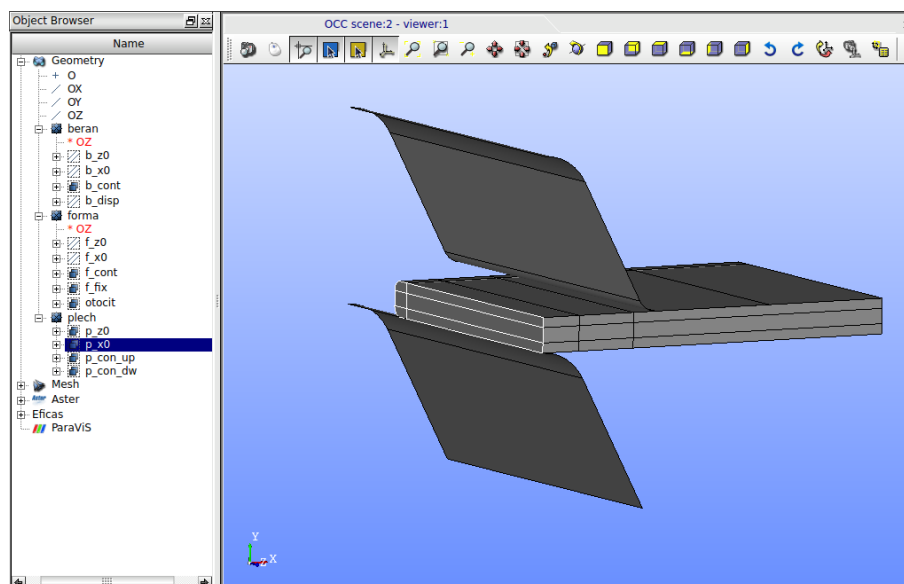 Object Browser
OCC scene:2 - viewer:1
Name
Geometry
O
OX
OY
OZ
beran
* OZ
b_z0
b_x0
b_cont
b_disp
forma
* OZ
f_z0
f_x0
f_cont
f_fix
otocit
plech
p_z0
p_x0
p_con_up
p_con_dw
Mesh
Aster Aster
Eficas
ParaViS
Y
Z X